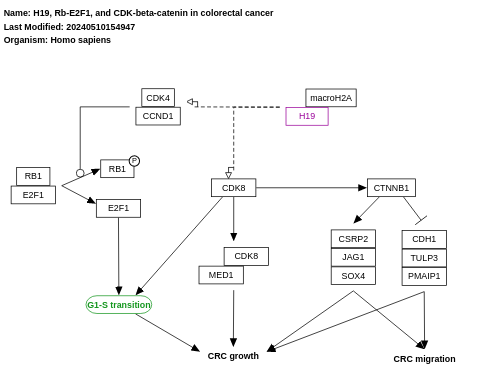 Name: H19, Rb-E2F1, and CDK-beta-catenin in colorectal cancer
Last Modified: 20240510154947
Organism: Homo sapiens
CDK4
CCND1
macroH2A
H19
P
RB1
RB1
E2F1
E2F1
CDK8
CTNNB1
CSRP2
JAG1
SOX4
CDH1
TULP3
PMAIP1
CDK8
MED1
G1-S transition
CRC growth
CRC migration